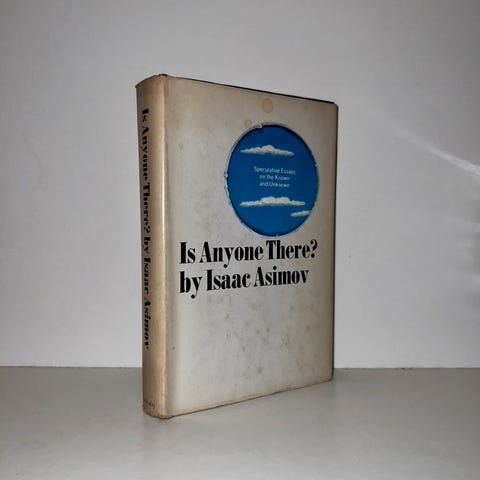 Is Anyone There? by Isaac Asimov
Speculative Essays
on the Known
and Unknown
Is Anyone There?
by Isaac Asimov